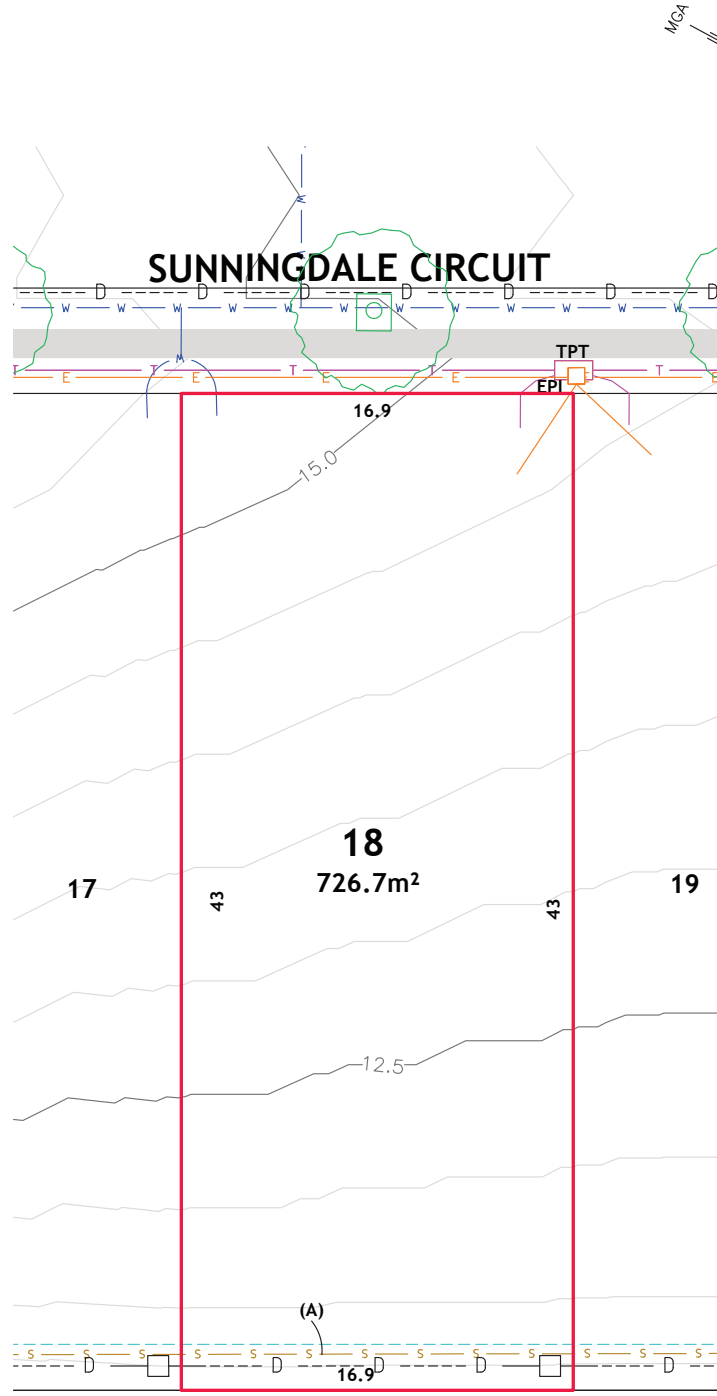 MGA
W
W
SUNNINGDALE CIRCUIT
D D D D D D D
W W W W W W W W W W W W
W
TPT
T T T T T T
E E E E E E
EPI
16.9
15.0
18
726.7m²
17
19
43
43
12.5
(A)
S S S S S S S S S S S S S
D D D D D D
16.9